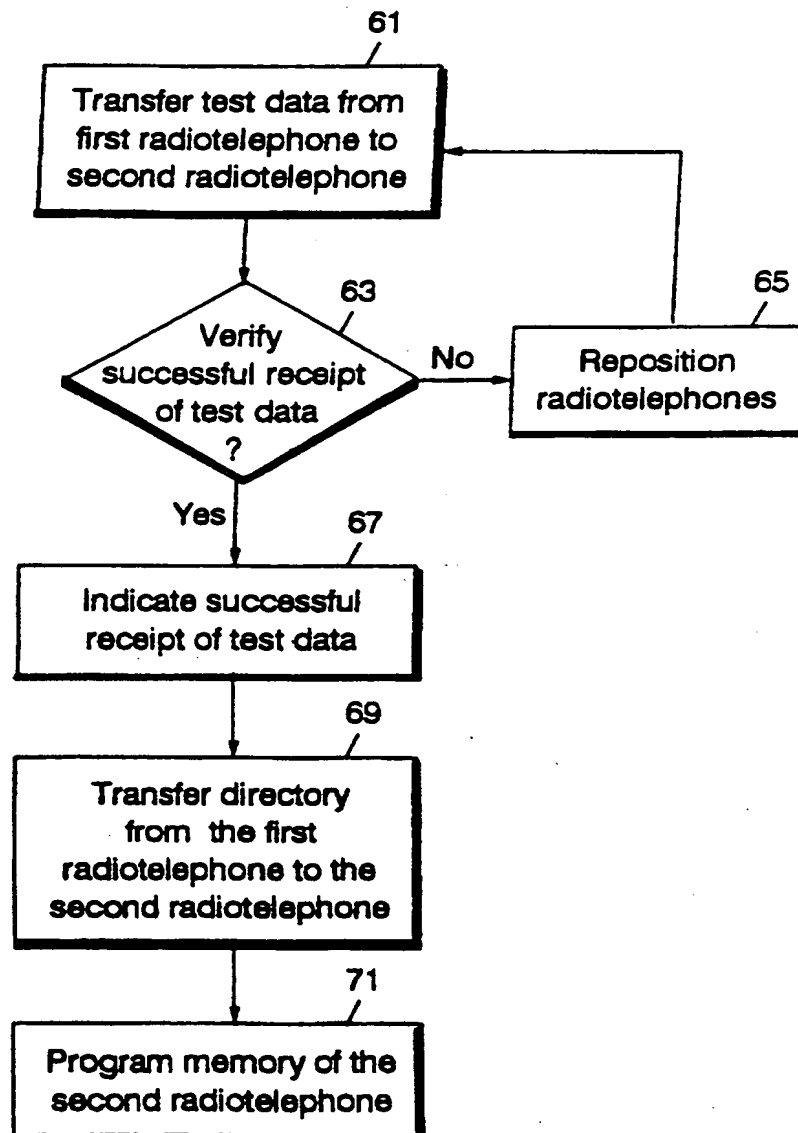 61
Transfer test data from
first radiotelephone to
second radiotelephone
63
Verify
successful receipt
of test data
?
No
65
Reposition
radiotelephones
Yes
67
Indicate successful
receipt of test data
69
Transfer directory
from the first
radiotelephone to the
second radiotelephone
71
Program memory of the
second radiotelephone